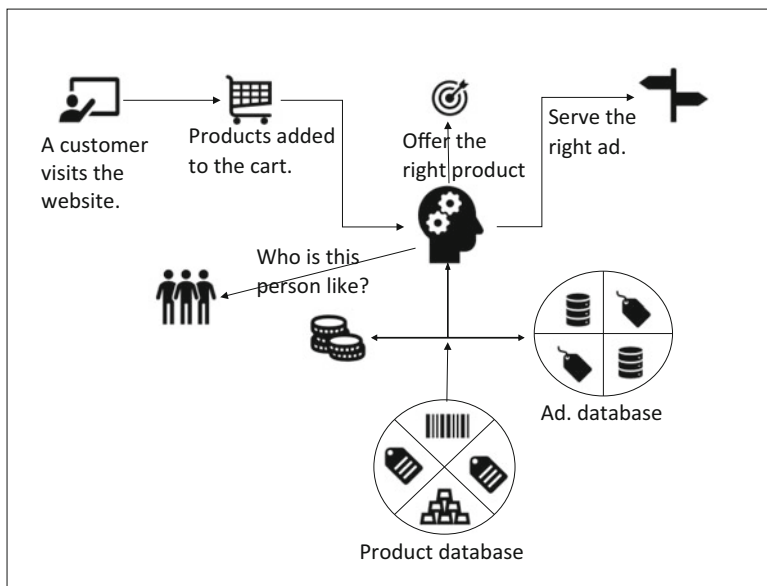 A customer
visits the
website.
Products added
to the cart.
Offer the
right product
Serve the
right ad.
Who is this
person like?
Ad. database
Product database